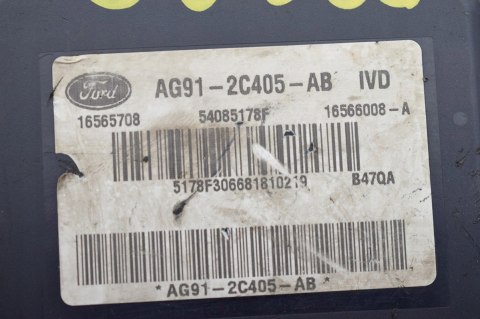 Ford AG91-2C405-AB IVD
16565708 54085178F 16566008-A
5178F306681810219 B47QA
*AG91-2C405-AB*